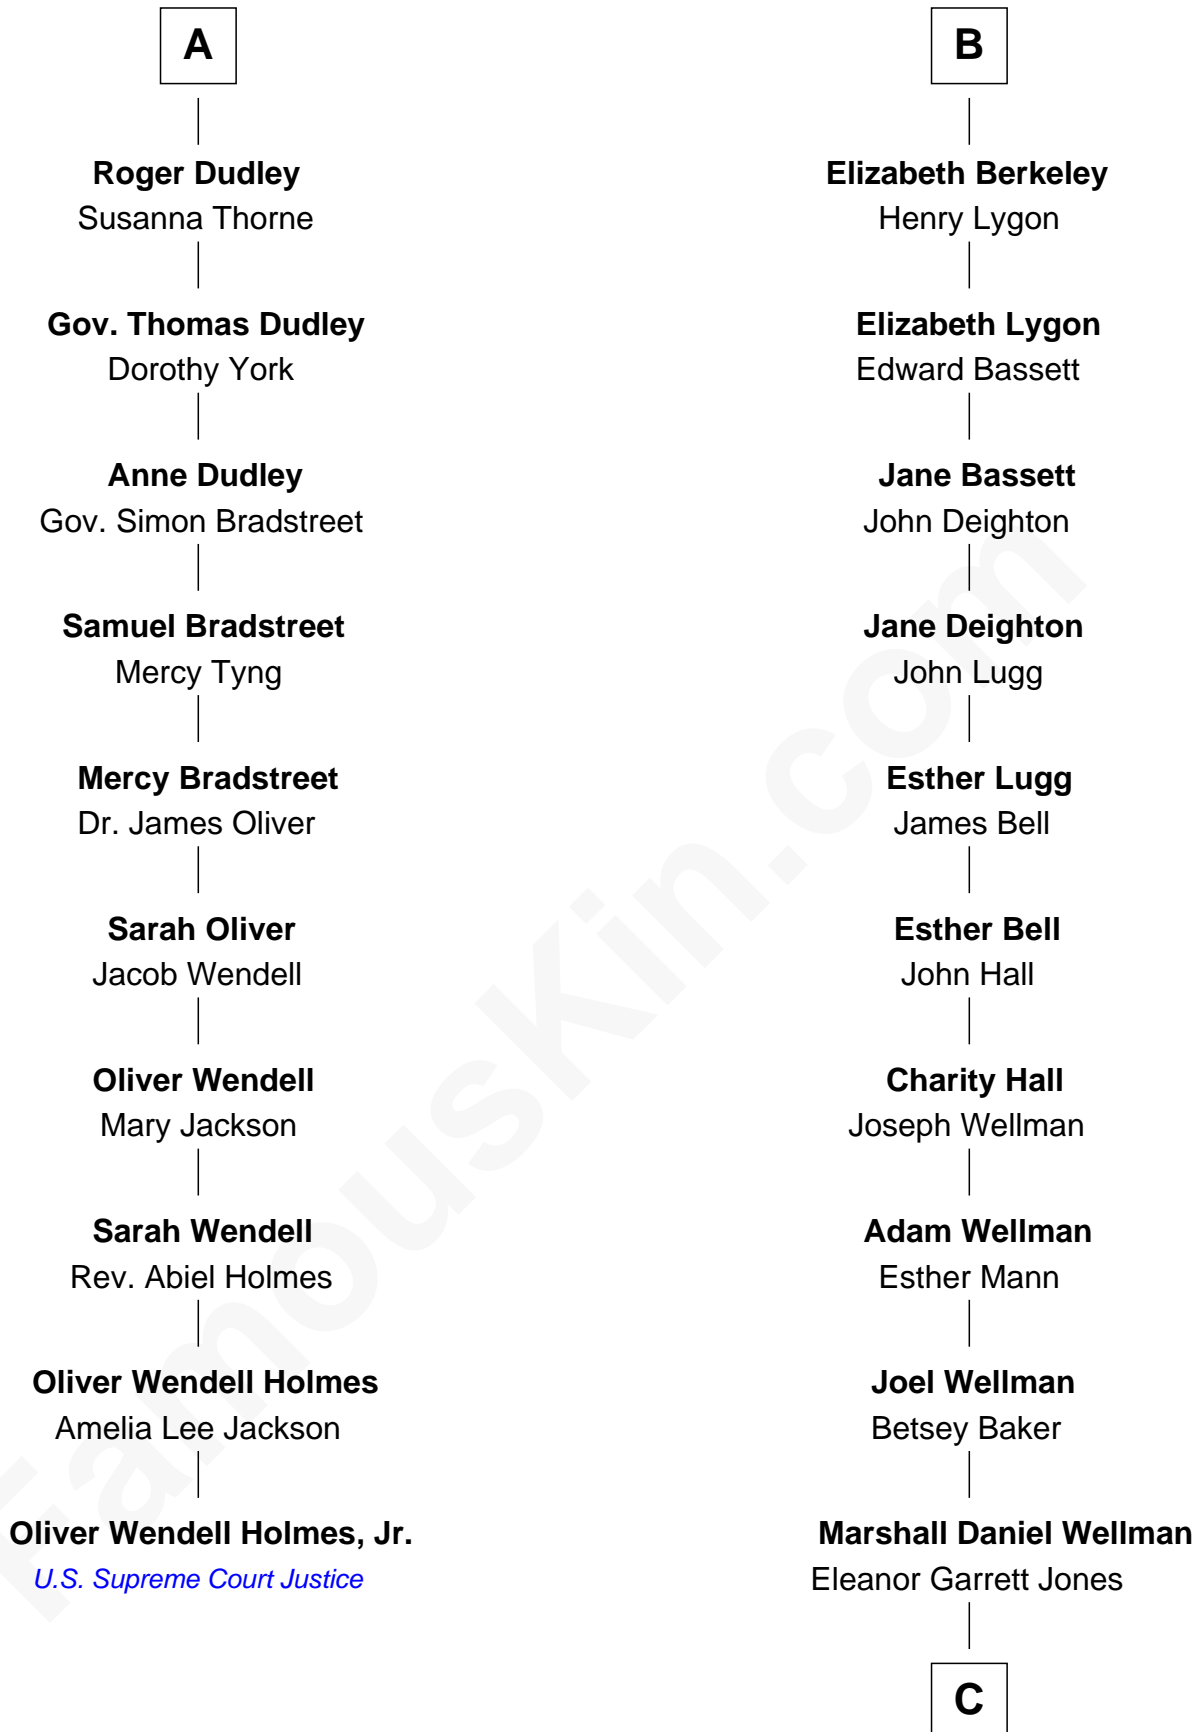 A
Roger Dudley
Susanna Thorne
Gov. Thomas Dudley
Dorothy York
Anne Dudley
Gov. Simon Bradstreet
Samuel Bradstreet
Mercy Tyng
Mercy Bradstreet
Dr. James Oliver
Sarah Oliver
Jacob Wendell
Oliver Wendell
Mary Jackson
Sarah Wendell
Rev. Abiel Holmes
Oliver Wendell Holmes
Amelia Lee Jackson
Oliver Wendell Holmes, Jr.
U.S. Supreme Court Justice
B
Elizabeth Berkeley
Henry Lygon
Elizabeth Lygon
Edward Bassett
Jane Bassett
John Deighton
Jane Deighton
John Lugg
Esther Lugg
James Bell
Esther Bell
John Hall
Charity Hall
Joseph Wellman
Adam Wellman
Esther Mann
Joel Wellman
Betsey Baker
Marshall Daniel Wellman
Eleanor Garrett Jones
C
FamousKin.com